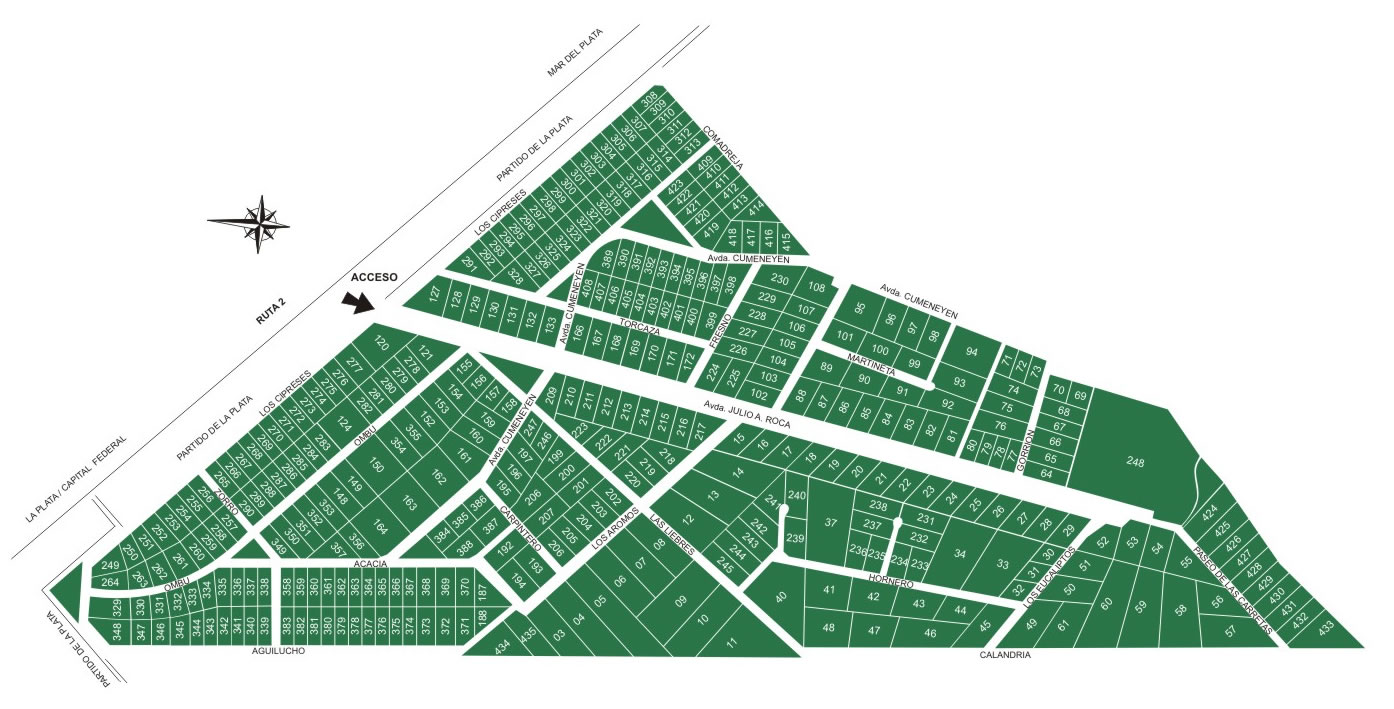 MAR DEL PLATA
PARTIDO DE LA PLATA
RUTA 2
ACCESO
LOS CIPRESES
COMADREJA
308
309
307 310
306 311
305 312
304 313
303 314
302 315
301 316
300 317
299 318
298 319
297 320
296 321
295 322
294 323
293 324
292 325
291 326
327
328
409
410
411
412
413
414
423
422
421
420
419
418 417 416 415
Avda. CUMENEYEN
389 390 391 392 393 394 395 396 397 398
408 407 406 405 404 403 402 401 400 399
Avda. CUMENEYEN
TORCAZA
FRESNO
127 128 129 130 131 132 133
166 167 168 169 170 171 172
230 108
229 107
228 106
227 105
226 104
224 225 103
102
Avda. CUMENEYEN
95 96 97 98
101 100 99
MARTINETA
94
93
89 90 91 92
88 87 86 85 84 83 82 81
71 72 73
74
75
76
80 79 78 77
GORRION
70 69
68
67
66
65
64
248
Avda. JULIO A. ROCA
LA PLATA / CAPITAL FEDERAL
PARTIDO DE LA PLATA
LOS CIPRESES
120 121
277 278
276 279
274 280
275 281
273 282
272 124
270 283
269 284
268 285
267 286
266 287
265 288
289
290
OMBU
ZORRO
256 255 254 253 252 251 250 249
257 258 259 260 261 262 263 264
OMBU
155 156 157 158
154 159
153 160
152 161
355 162
354 163
150 164
149
148
353
352
351
350
349
356
357
Avda. CUMENEYEN
247
246
197
196
195
199
200
201
202
203
204
206
207
205
206
209 210 211 212 213 214 215 216 217
223
222
221
220
219
218
386
385
384
387
388
CARPINTERO
192
193
194
LOS AROMOS
LAS LIEBRES
ACACIA
329 330 331 332 333 334 335 336 337 338
348 347 346 345 344 343 342 341 340 339
358 359 360 361 362 363 364 365 366 367 368 369 370 187
383 382 381 380 379 378 377 376 375 374 373 372 371 188
AGUILUCHO
PARTIDO DE LA PLATA
434 435 03 04 05 06 07 08
09 10 11
15 16 17 18 19 20 21 22 23 24 25 26 27 28 29
14
13
12
241
242
243
244
245
240
239
37
238
237
236 235
231
232
234 233
34
33
32 31 30
HORNERO
40 41 42 43 44 45
48 47 46
LOS EUCALIPTOS
52 53 54 55
51
50
49
61
60 59 58
56
57
PASEO DE LAS CARRETAS
424
425
426
427
428
429
430
431
432
433
CALANDRIA